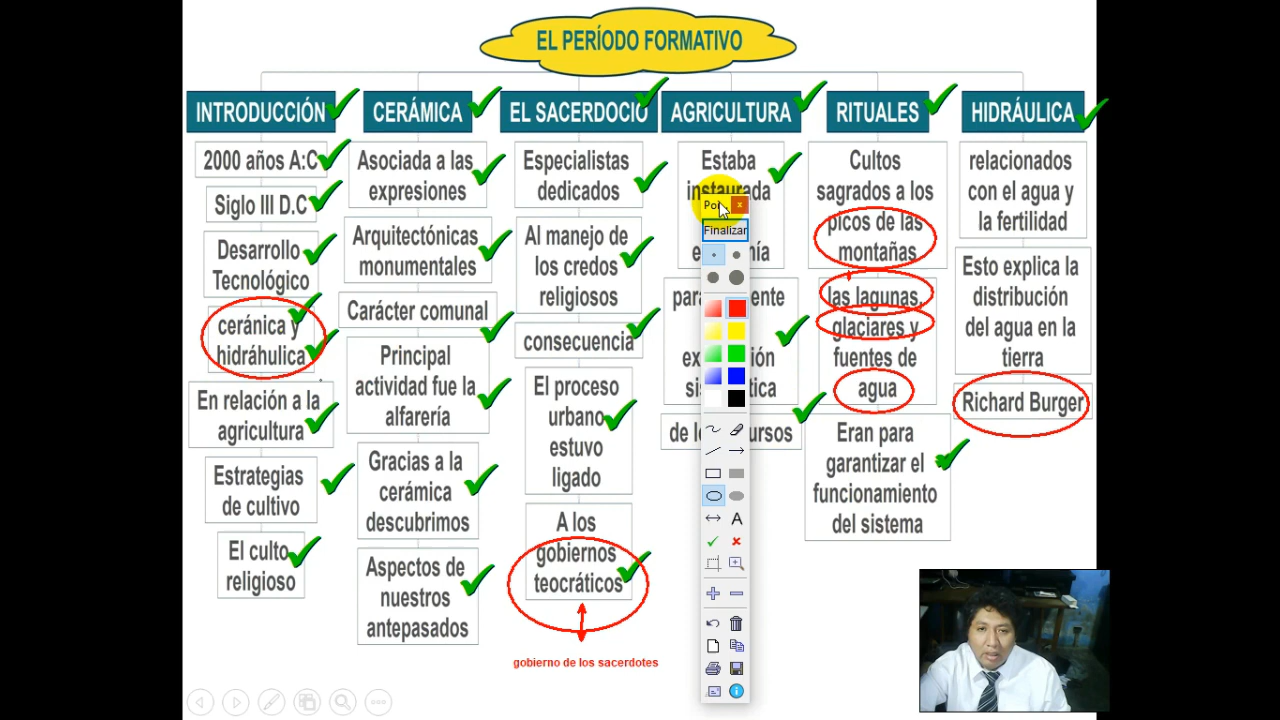 EL PERÍODO FORMATIVO
INTRODUCCIÓN
2000 años A:C
Siglo III D.C
Desarrollo
Tecnológico
ceránica y
hidráhulica
En relación a la
agricultura
Estrategias
de cultivo
El culto
religioso
CERÁMICA
Asociada a las
expresiones
Arquitectónicas
monumentales
Carácter comunal
Principal
actividad fue la
alfarería
Gracias a la
cerámica
descubrimos
Aspectos de
nuestros
antepasados
EL SACERDOCIO
Especialistas
dedicados
Al manejo de
los credos
religiosos
consecuencia
El proceso
urbano
estuvo
ligado
A los
gobiernos
teocráticos
gobierno de los sacerdotes
AGRICULTURA
Estaba
instaurada
Finalizar
A
RITUALES
Cultos
sagrados a los
picos de las
montañas
las lagunas,
glaciares y
fuentes de
agua
Eran para
garantizar el
funcionamiento
del sistema
HIDRÁULICA
relacionados
con el agua y
la fertilidad
Esto explica la
distribución
del agua en la
tierra
Richard Burger